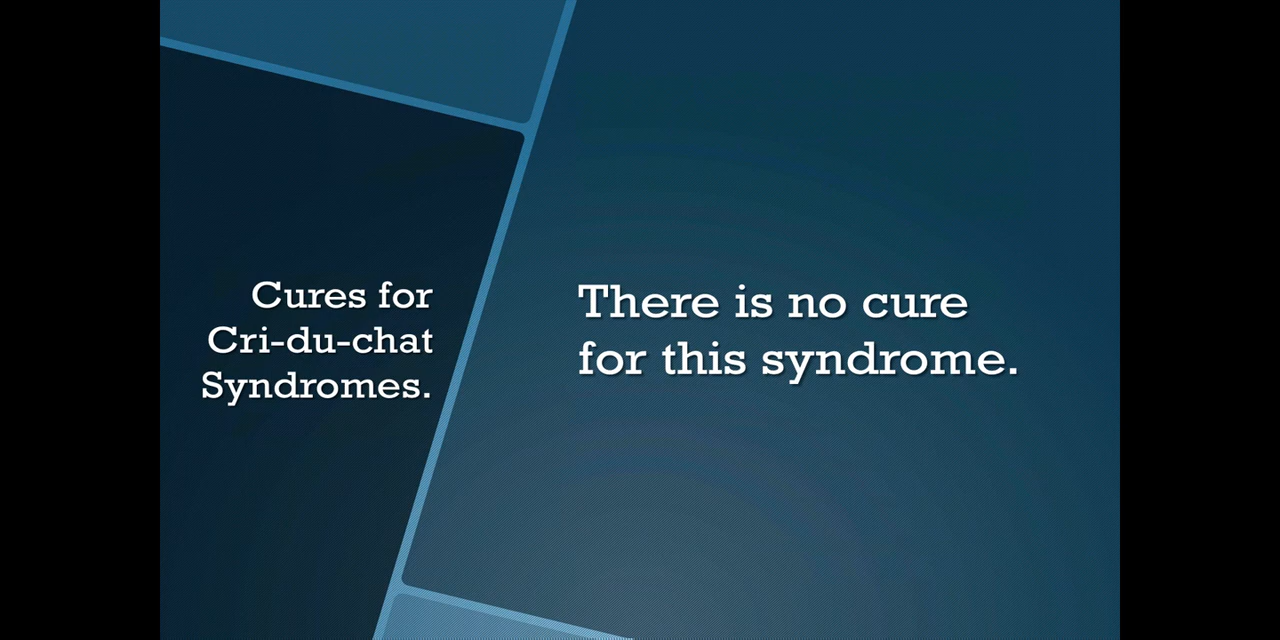 Cures for
Cri-du-chat
Syndromes.
There is no cure
for this syndrome.